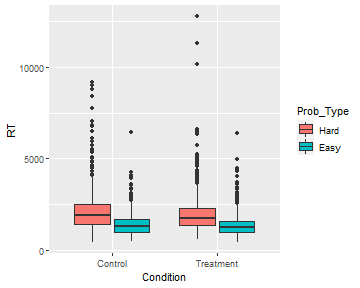 10000
5000
0
RT
Control
Treatment
Condition
Prob_Type
Hard
Easy